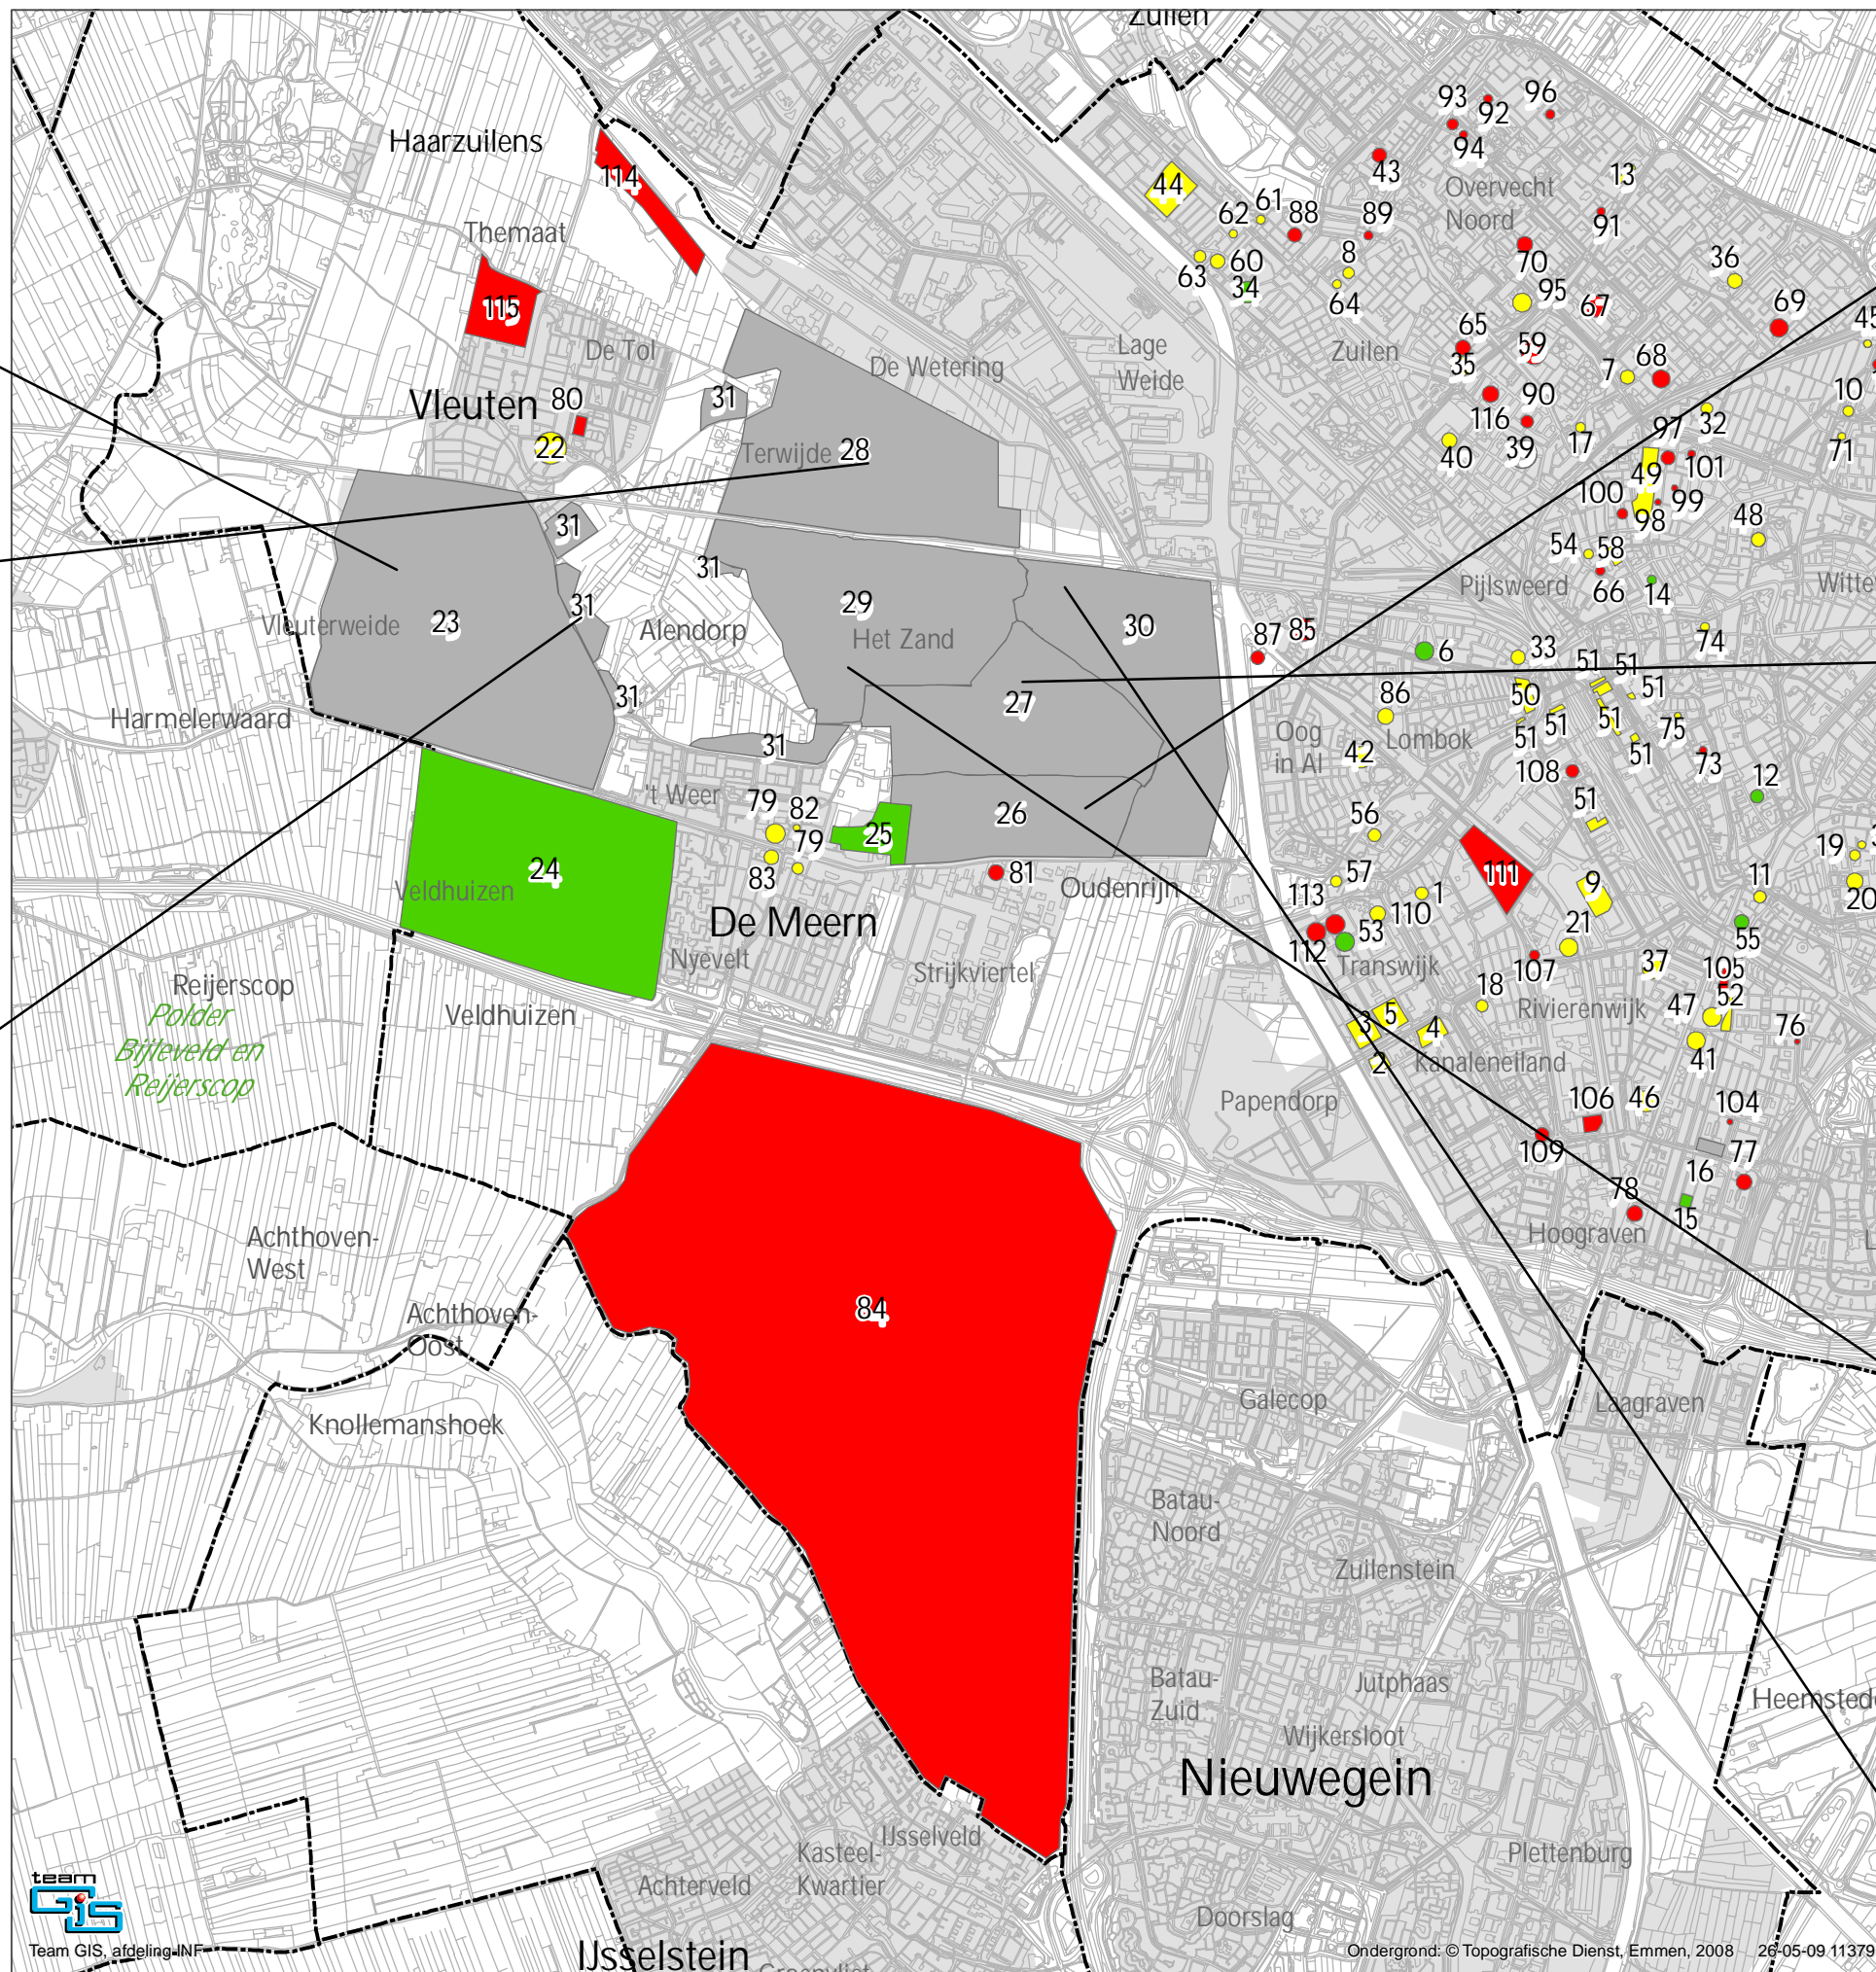 Zuilen
Haarzuilens
Themaat
De Tol
Vleuten
De Wetering
Lage
Weide
Zuilen
Overvecht
Noord
93
92
96
94
43
13
91
44
61
62
88
89
8
63
60
34
64
70
95
67
36
69
45
114
115
80
22
31
Terwijde 28
65
35
59
7
68
90
116
39
40
17
97
32
10
71
49
101
100
99
98
48
54
58
66
14
Pijlsweerd
Witte
31
31
31
29
Het Zand
30
Vleuterweide
23
Alendorp
87
85
6
33
74
51
51
51
50
51
51
51
51
75
73
86
Oog
in Al
Lombok
42
27
31
31
Harmelerwaard
't Weer
79
82
79
83
25
26
81
Oudenrijn
108
51
12
56
57
113
112
53
110
1
111
9
21
19
20
11
55
24
Veldhuizen
De Meern
Nyevelt
Strijkviertel
Transwijk
107
37
105
52
47
41
76
18
Rivierenwijk
Reijerscop
Polder
Bijleveld en
Reijerscop
Veldhuizen
3
5
4
2
Kanaleneiland
Papendorp
106
46
104
109
16
77
78
15
Hoograven
Achthoven-
West
Achthoven-
Oost
84
Knollemanshoek
Galecop
Laagraven
Batau-
Noord
Zuilenstein
Batau-
Zuid
Jutphaas
Wijkersloot
Nieuwegein
Heemstede
Plettenburg
IJsselveld
Kasteel-
Kwartier
Achterveld
Doorslag
IJsselstein
Groenvliet
team
GIS
Team GIS, afdeling INF
Ondergrond: © Topografische Dienst, Emmen, 2008 26-05-09 11379